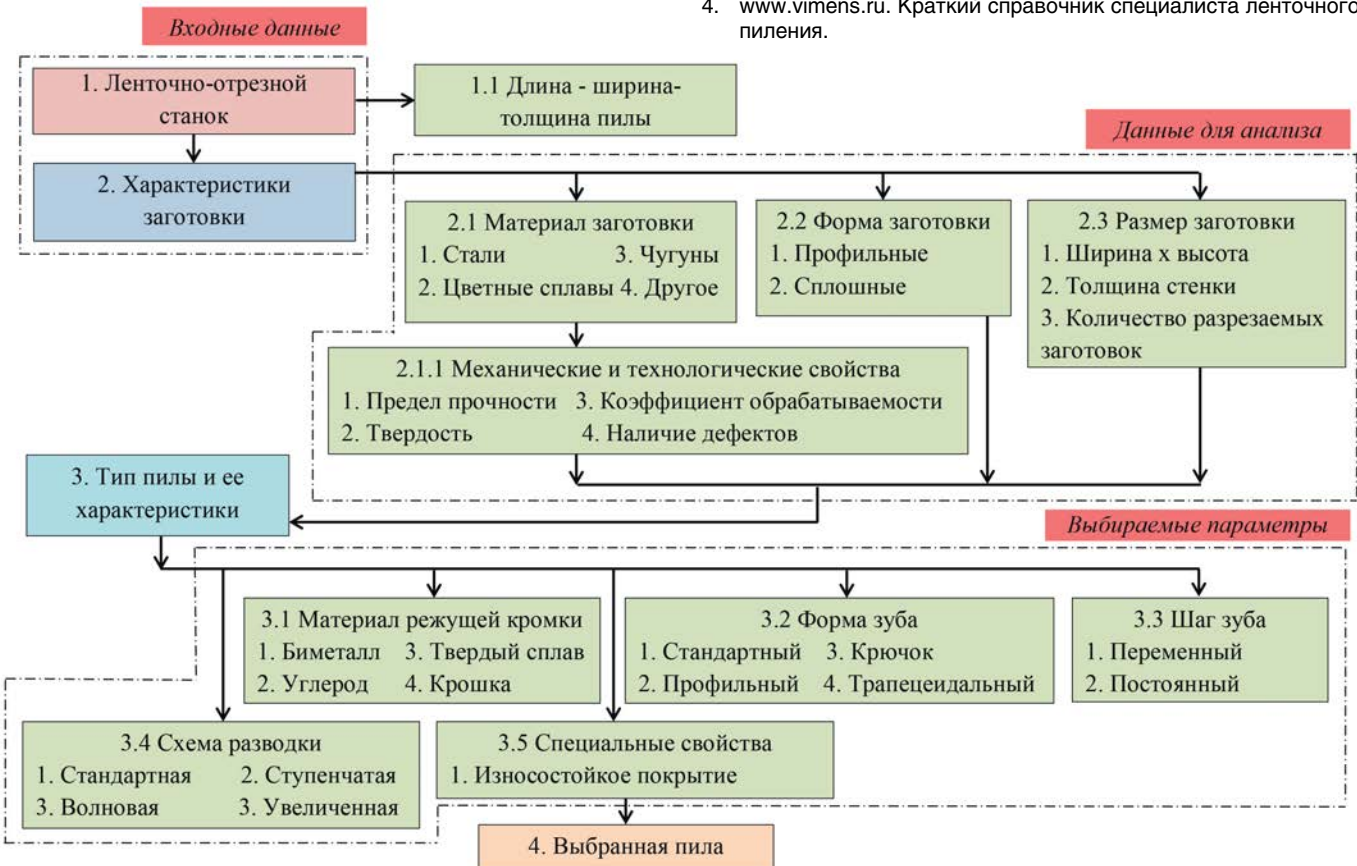 4. www.vimens.ru. Краткий справочник специалиста ленточного
пиления.
Входные данные
1. Ленточно-отрезной
станок
1.1 Длина - ширина-
толщина пилы
Данные для анализа
2. Характеристики
заготовки
2.1 Материал заготовки
1. Стали 3. Чугуны
2. Цветные сплавы 4. Другое
2.2 Форма заготовки
1. Профильные
2. Сплошные
2.3 Размер заготовки
1. Ширина х высота
2. Толщина стенки
3. Количество разрезаемых
заготовок
2.1.1 Механические и технологические свойства
1. Предел прочности 3. Коэффициент обрабатываемости
2. Твердость 4. Наличие дефектов
3. Тип пилы и ее
характеристики
Выбираемые параметры
3.1 Материал режущей кромки
1. Биметалл 3. Твердый сплав
2. Углерод 4. Крошка
3.2 Форма зуба
1. Стандартный 3. Крючок
2. Профильный 4. Трапецеидальный
3.3 Шаг зуба
1. Переменный
2. Постоянный
3.4 Схема разводки
1. Стандартная 2. Ступенчатая
3. Волновая 3. Увеличенная
3.5 Специальные свойства
1. Износостойкое покрытие
4. Выбранная пила